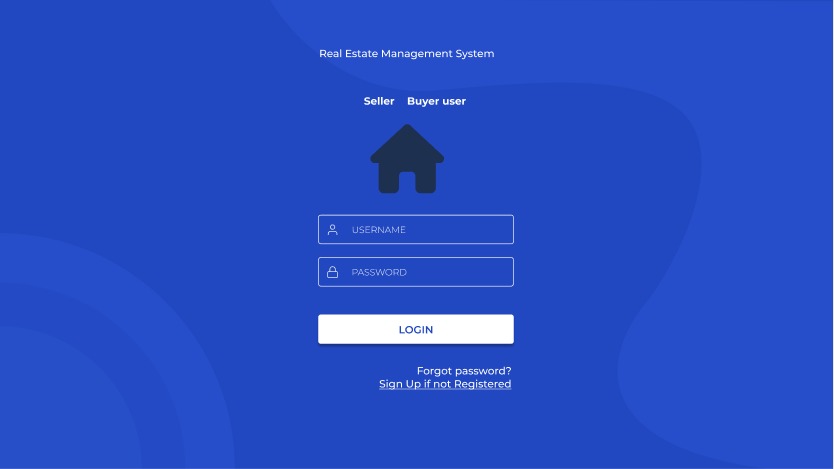 Real Estate Management System
Seller Buyer user
USERNAME
PASSWORD
LOGIN
Forgot password?
Sign Up if not Registered